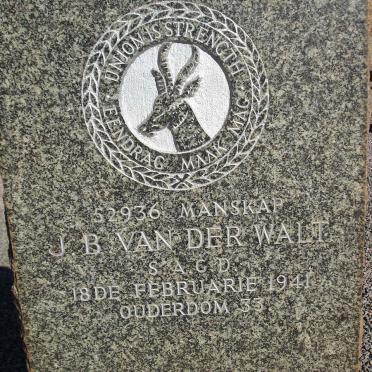 UNION IS STRENGTH
EENDRAG MAAK MAG
52936 MANSKAP
J. B. VAN DER WALT
S A G D
18DE FEBRUARIE 1941
OUDERDOM 33